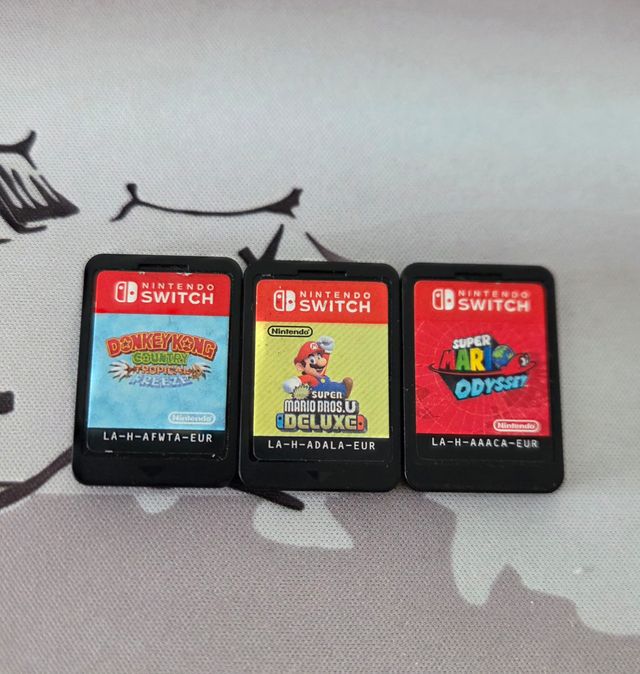 NINTENDO
SWITCH
DONKEY KONG
COUNTRY
TROPICAL
FREEZE
Nintendo
LA-H-AFWTA-EUR
NINTENDO
SWITCH
Nintendo
NEW
SUPER
MARIO BROS. U
DELUXE
LA-H-ADALA-EUR
NINTENDO
SWITCH
SUPER
MARIO
ODYSSEY
Nintendo
LA-H-AAACA-EUR